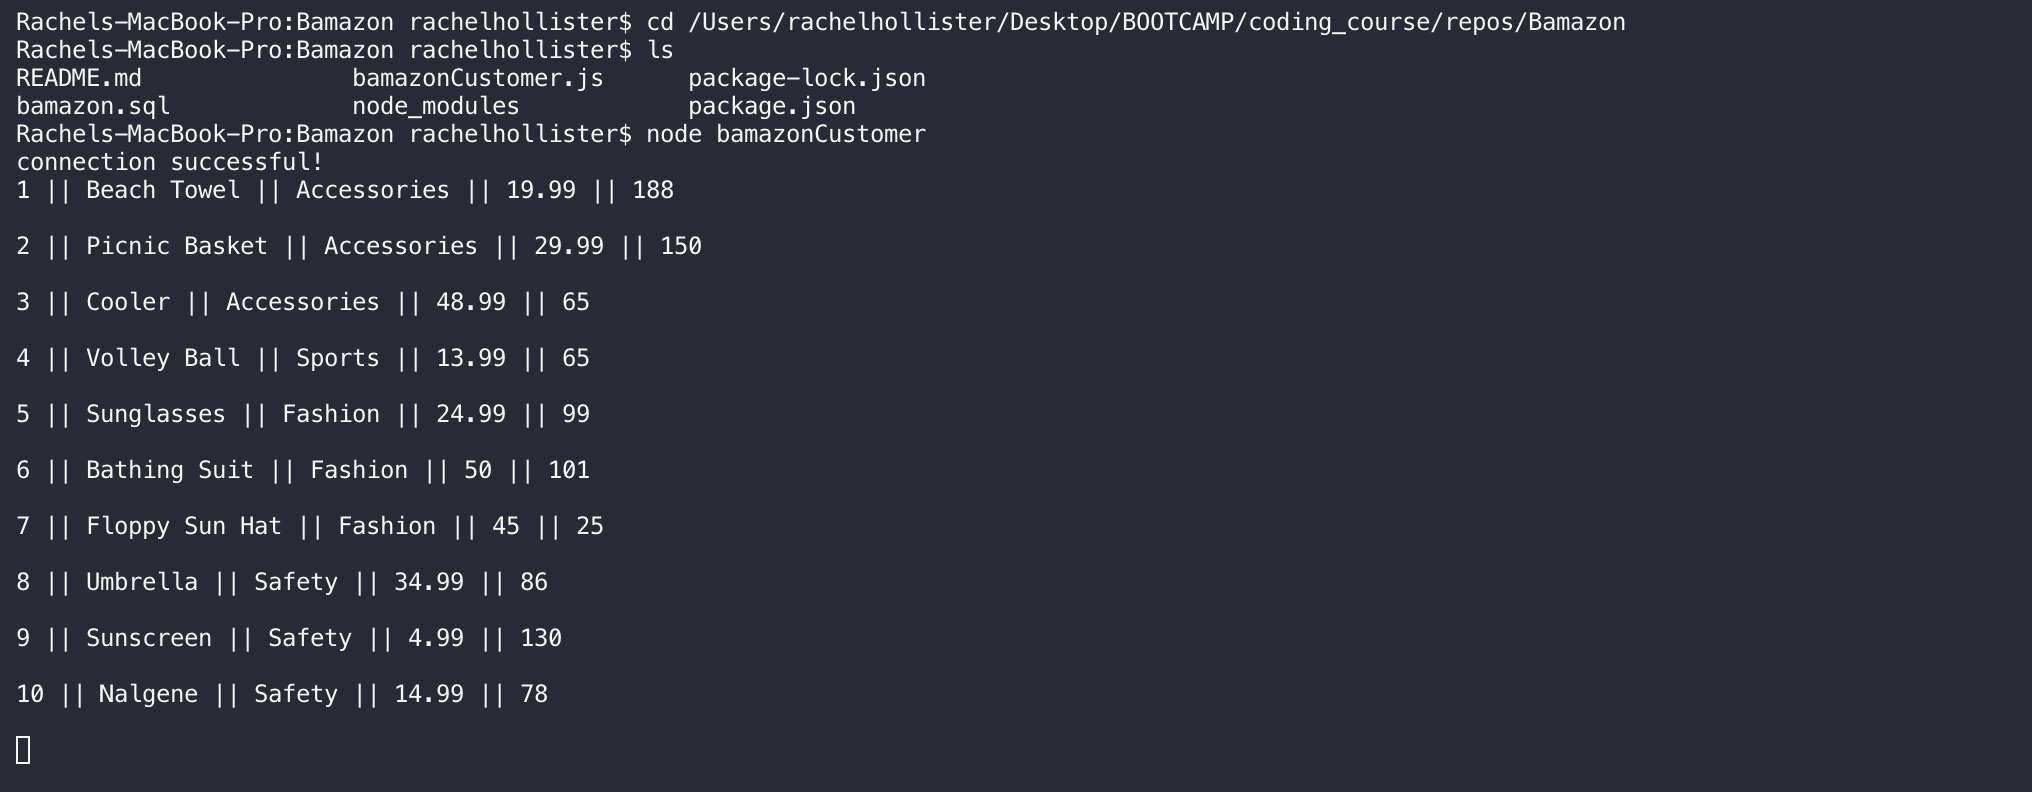 Rachels-MacBook-Pro:Bamazon rachelhollister$ cd /Users/rachelhollister/Desktop/BOOTCAMP/coding_course/repos/Bamazon
Rachels-MacBook-Pro:Bamazon rachelhollister$ ls
README.md               bamazonCustomer.js      package-lock.json
bamazon.sql             node_modules            package.json
Rachels-MacBook-Pro:Bamazon rachelhollister$ node bamazonCustomer
connection successful!
1 || Beach Towel || Accessories || 19.99 || 188
2 || Picnic Basket || Accessories || 29.99 || 150
3 || Cooler || Accessories || 48.99 || 65
4 || Volley Ball || Sports || 13.99 || 65
5 || Sunglasses || Fashion || 24.99 || 99
6 || Bathing Suit || Fashion || 50 || 101
7 || Floppy Sun Hat || Fashion || 45 || 25
8 || Umbrella || Safety || 34.99 || 86
9 || Sunscreen || Safety || 4.99 || 130
10 || Nalgene || Safety || 14.99 || 78